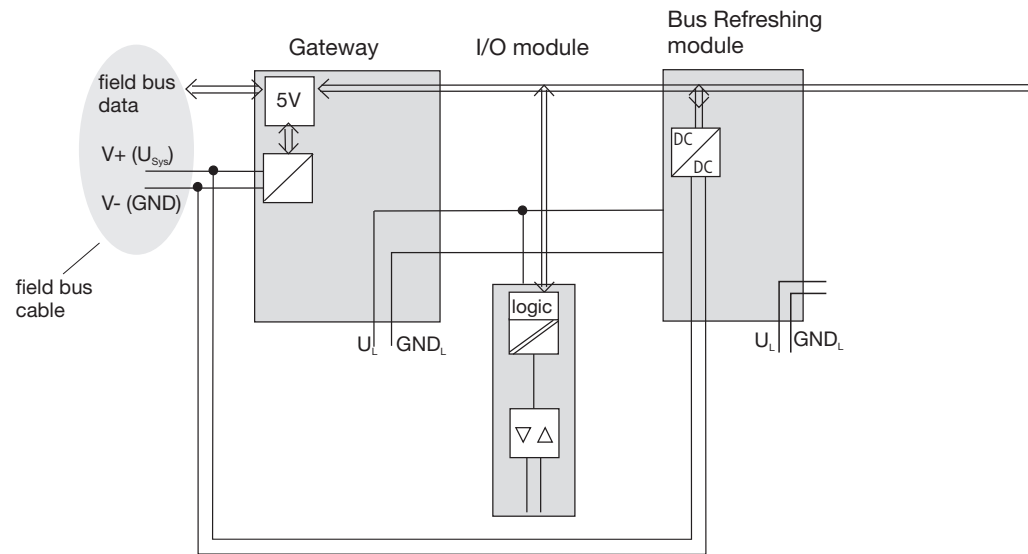 Gateway
I/O module
Bus Refreshing
module
field bus
data
5V
V+ (USys)
V- (GND)
DC
DC
field bus
cable
logic
UL
GNDL
UL
GNDL